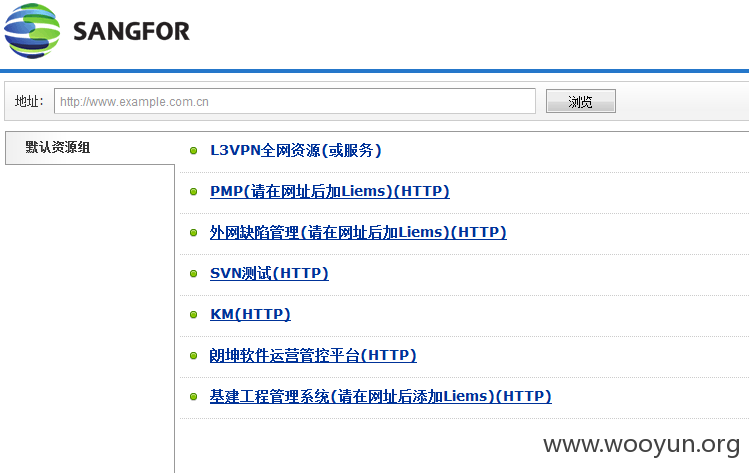 SANGFOR
地址: http://www.example.com.cn 浏览
默认资源组
L3VPN全网资源(或服务)
PMP(请在网址后加Liems)(HTTP)
外网缺陷管理(请在网址后加Liems)(HTTP)
SVN测试(HTTP)
KM(HTTP)
朗坤软件运营管控平台(HTTP)
基建工程管理系统(请在网址后添加Liems)(HTTP)
www.wooyun.org